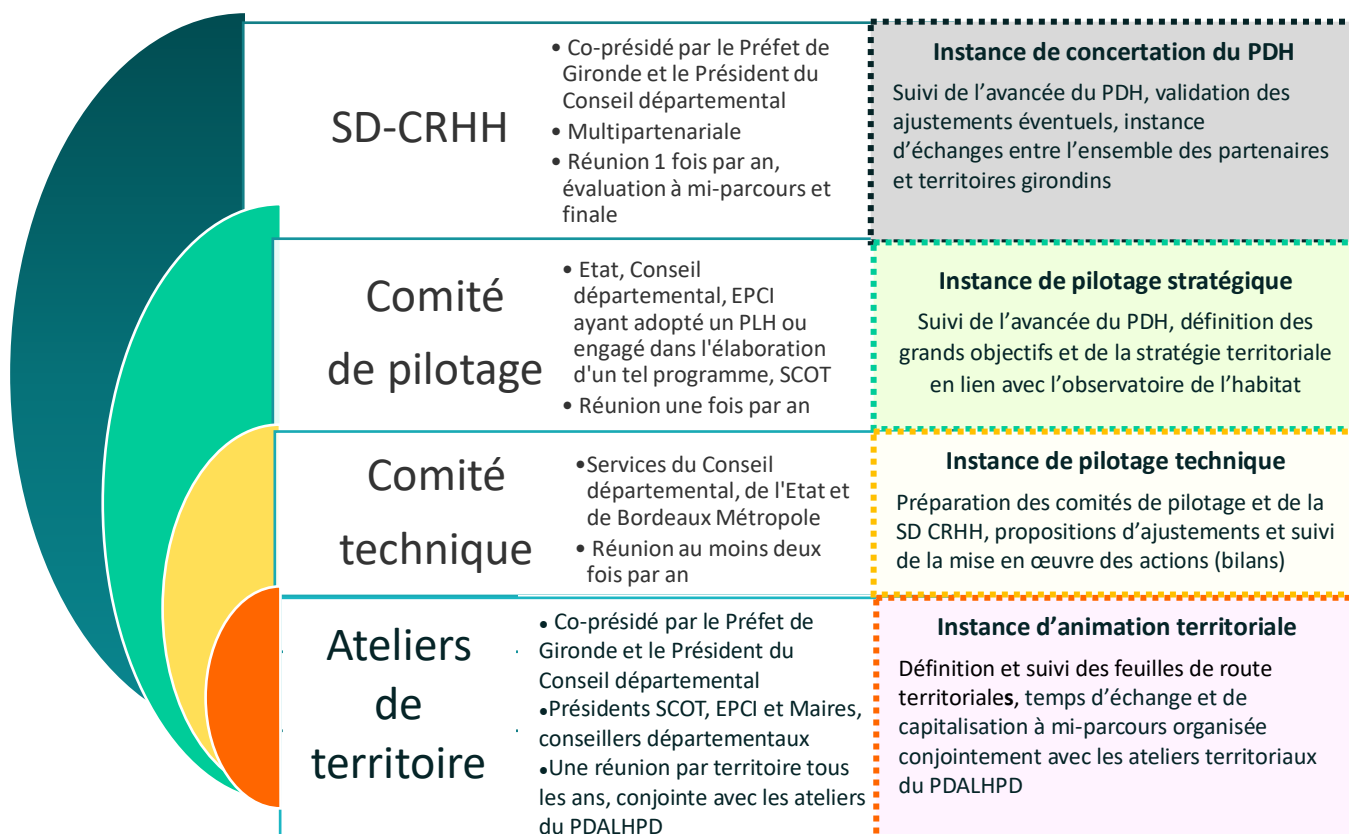 SD-CRHH
• Co-présidé par le Préfet de
Gironde et le Président du
Conseil départemental
• Multipartenariale
• Réunion 1 fois par an,
évaluation à mi-parcours et
finale
Instance de concertation du PDH
Suivi de l’avancée du PDH, validation des
ajustements éventuels, instance
d’échanges entre l’ensemble des partenaires
et territoires girondins
Comité
de pilotage
• Etat, Conseil
départemental, EPCI
ayant adopté un PLH ou
engagé dans l'élaboration
d'un tel programme, SCOT
• Réunion une fois par an
Instance de pilotage stratégique
Suivi de l’avancée du PDH, définition des
grands objectifs et de la stratégie territoriale
en lien avec l’observatoire de l’habitat
Comité
technique
•Services du Conseil
départemental, de l'Etat et
de Bordeaux Métropole
• Réunion au moins deux
fois par an
Instance de pilotage technique
Préparation des comités de pilotage et de la
SD CRHH, propositions d’ajustements et suivi
de la mise en œuvre des actions (bilans)
Ateliers
de
territoire
• Co-présidé par le Préfet de
Gironde et le Président du
Conseil départemental
•Présidents SCOT, EPCI et Maires,
conseillers départementaux
•Une réunion par territoire tous
les ans, conjointe avec les ateliers
du PDALHPD
Instance d’animation territoriale
Définition et suivi des feuilles de route
territoriales, temps d’échange et de
capitalisation à mi-parcours organisée
conjointement avec les ateliers territoriaux
du PDALHPD